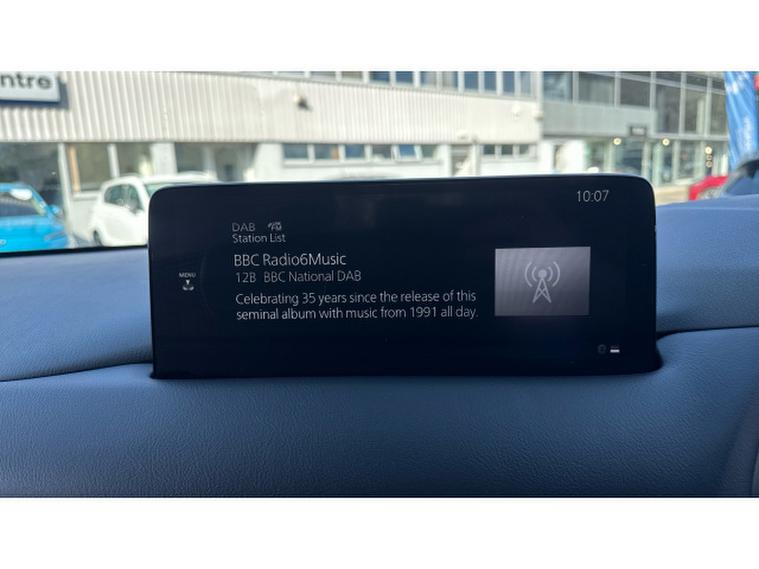 ntre
10:07
DAB
Station List
MENU
BBC Radio6Music
12B BBC National DAB
Celebrating 35 years since the release of this
seminal album with music from 1991 all day.